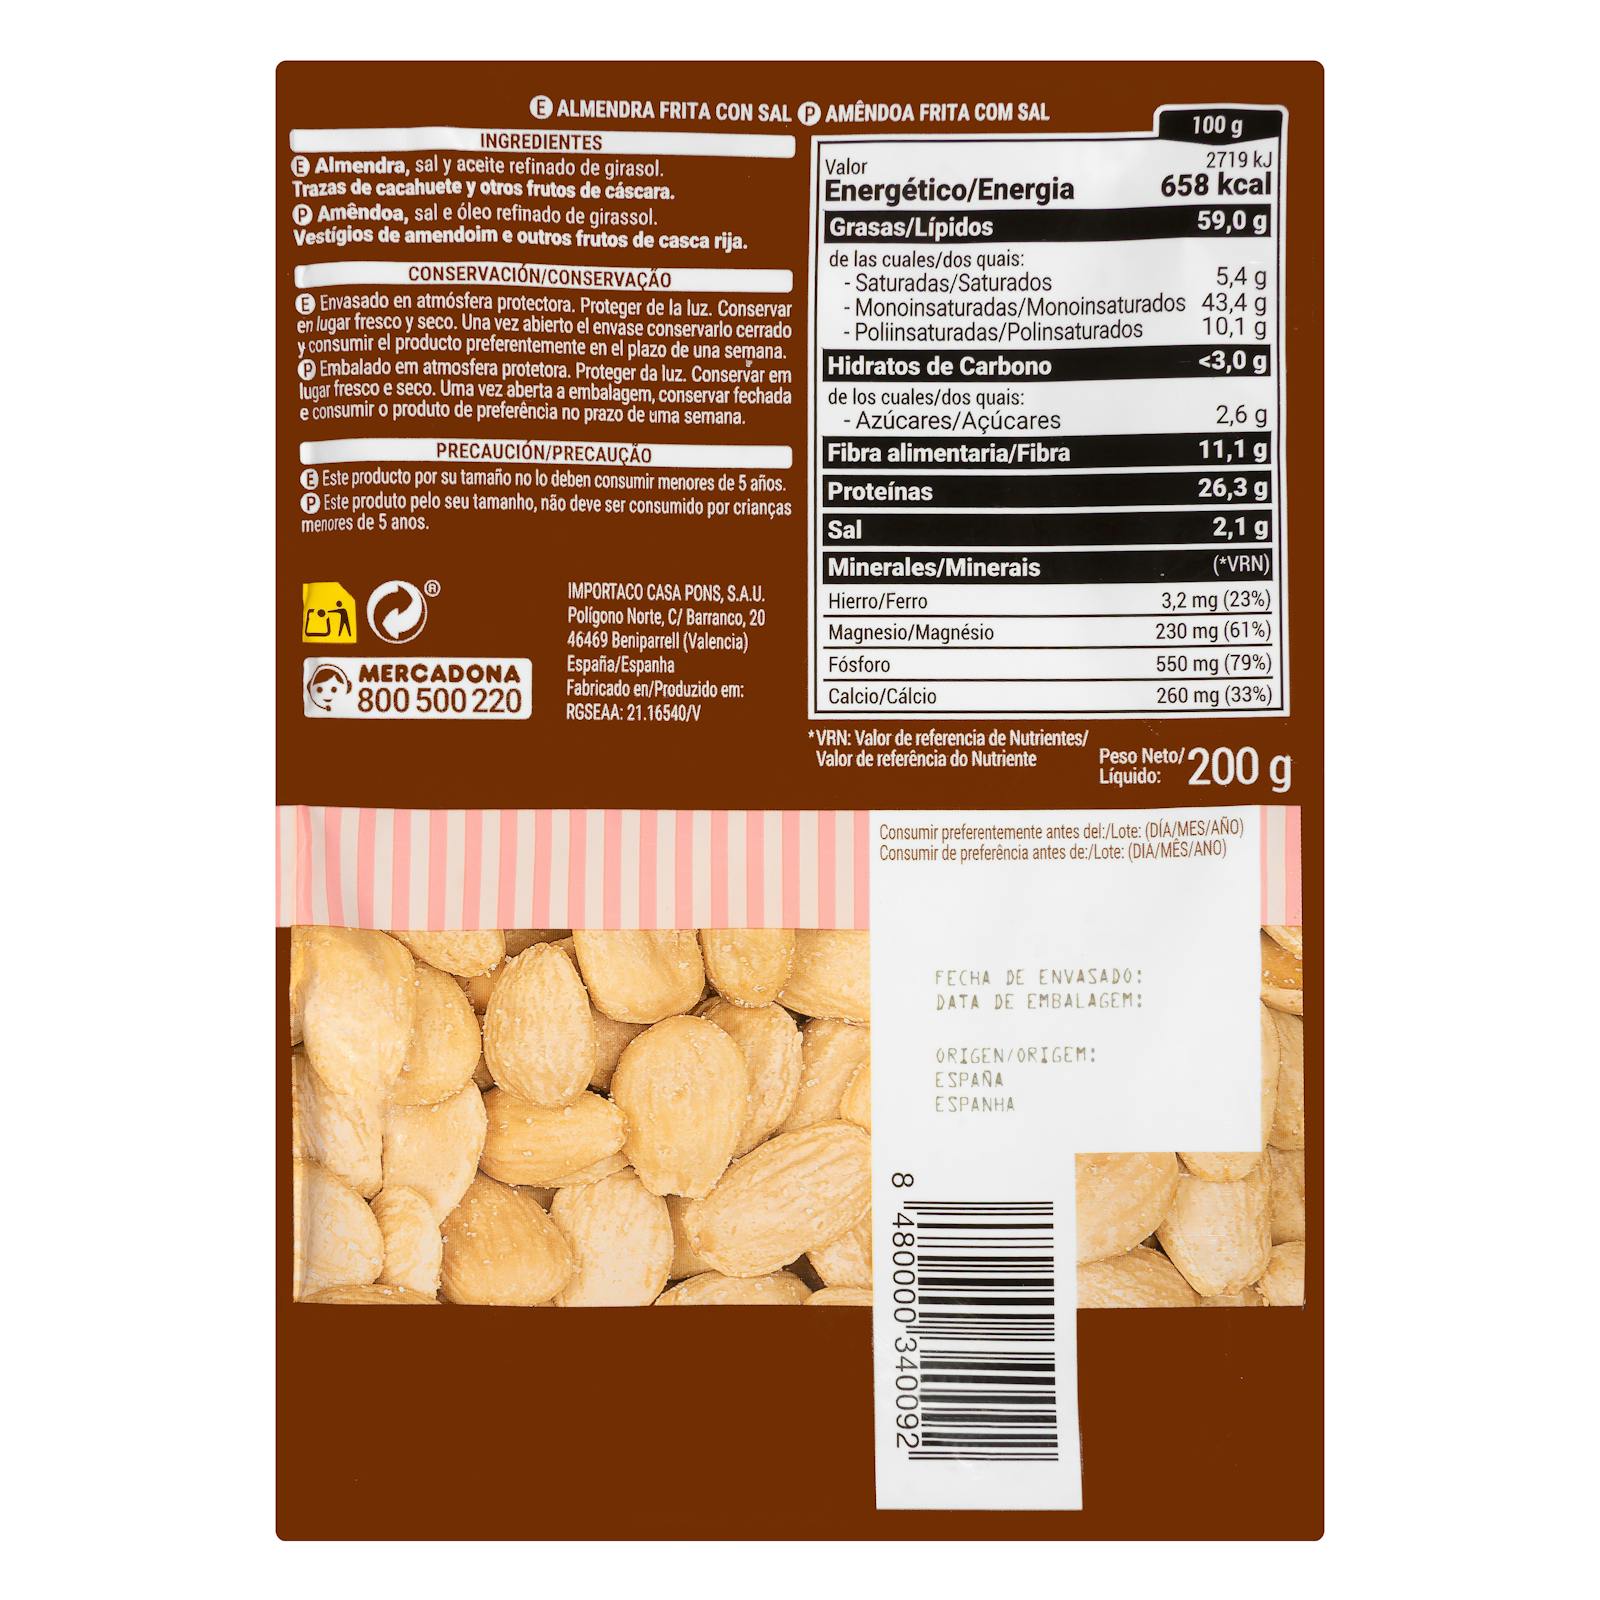 E ALMENDRA FRITA CON SAL P AMÊNDOA FRITA COM SAL
INGREDIENTES
E Almendra, sal y aceite refinado de girasol.
Trazas de cacahuete y otros frutos de cáscara.
P Amêndoa, sal e óleo refinado de girassol.
Vestígios de amendoim e outros frutos de casca rija.
CONSERVACIÓN/CONSERVAÇÃO
E Envasado en atmósfera protectora. Proteger de la luz. Conservar
en lugar fresco y seco. Una vez abierto el envase conservarlo cerrado
y consumir el producto preferentemente en el plazo de una semana.
P Embalado em atmosfera protetora. Proteger da luz. Conservar em
lugar fresco e seco. Uma vez aberta a embalagem, conservar fechada
e consumir o produto de preferência no prazo de uma semana.
PRECAUCIÓN/PRECAUÇÃO
E Este producto por su tamaño no lo deben consumir menores de 5 años.
P Este produto pelo seu tamanho, não deve ser consumido por crianças
menores de 5 anos.
®
MERCADONA
800 500 220
IMPORTACO CASA PONS, S.A.U.
Polígono Norte, C/ Barranco, 20
46469 Beniparrell (Valencia)
España/Espanha
Fabricado en/Produzido em:
RGSEAA: 21.16540/V
100 g
Valor 2719 kJ
Energético/Energia 658 kcal
Grasas/Lípidos 59,0 g
de las cuales/dos quais:
- Saturadas/Saturados 5,4 g
- Monoinsaturadas/Monoinsaturados 43,4 g
- Poliinsaturadas/Polinsaturados 10,1 g
Hidratos de Carbono <3,0 g
de los cuales/dos quais:
- Azúcares/Açúcares 2,6 g
Fibra alimentaria/Fibra 11,1 g
Proteínas 26,3 g
Sal 2,1 g
Minerales/Minerais (*VRN)
Hierro/Ferro 3,2 mg (23%)
Magnesio/Magnésio 230 mg (61%)
Fósforo 550 mg (79%)
Calcio/Cálcio 260 mg (33%)
*VRN: Valor de referencia de Nutrientes/
Valor de referência do Nutriente
Peso Neto/
Líquido: 200 g
Consumir preferentemente antes del:/Lote: (DÍA/MES/AÑO)
Consumir de preferência antes de:/Lote: (DIA/MÊS/ANO)
FECHA DE ENVASADO:
DATA DE EMBALAGEM:
ORIGEN/ORIGEM:
ESPAÑA
ESPANHA
8 480000 340092